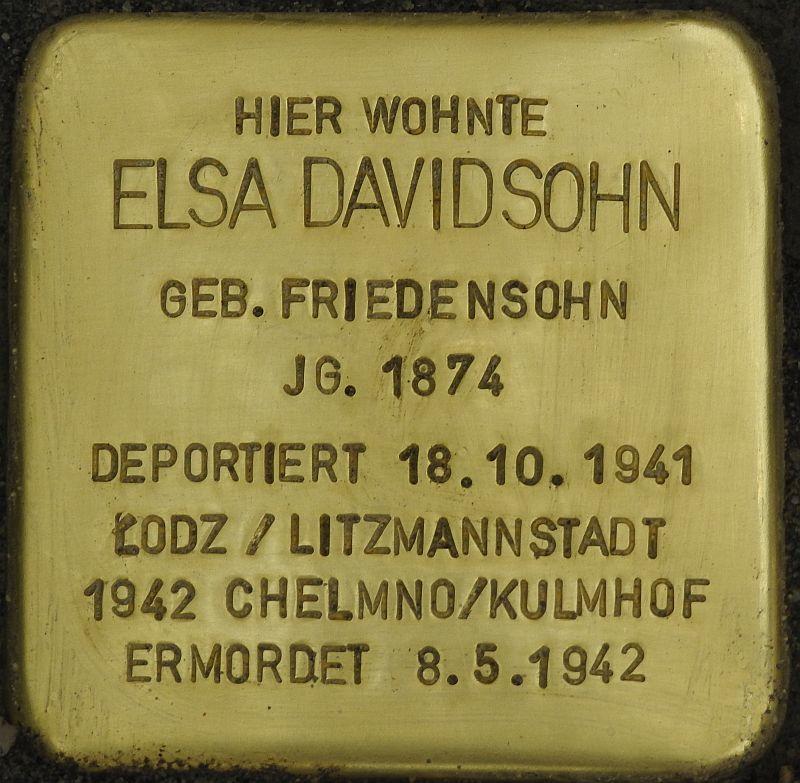 HIER WOHNTE
ELSA DAVIDSOHN
GEB. FRIEDENSOHN
JG. 1874
DEPORTIERT 18.10.1941
ŁODZ / LITZMANNSTADT
1942 CHELMNO/KULMHOF
ERMORDET 8.5.1942